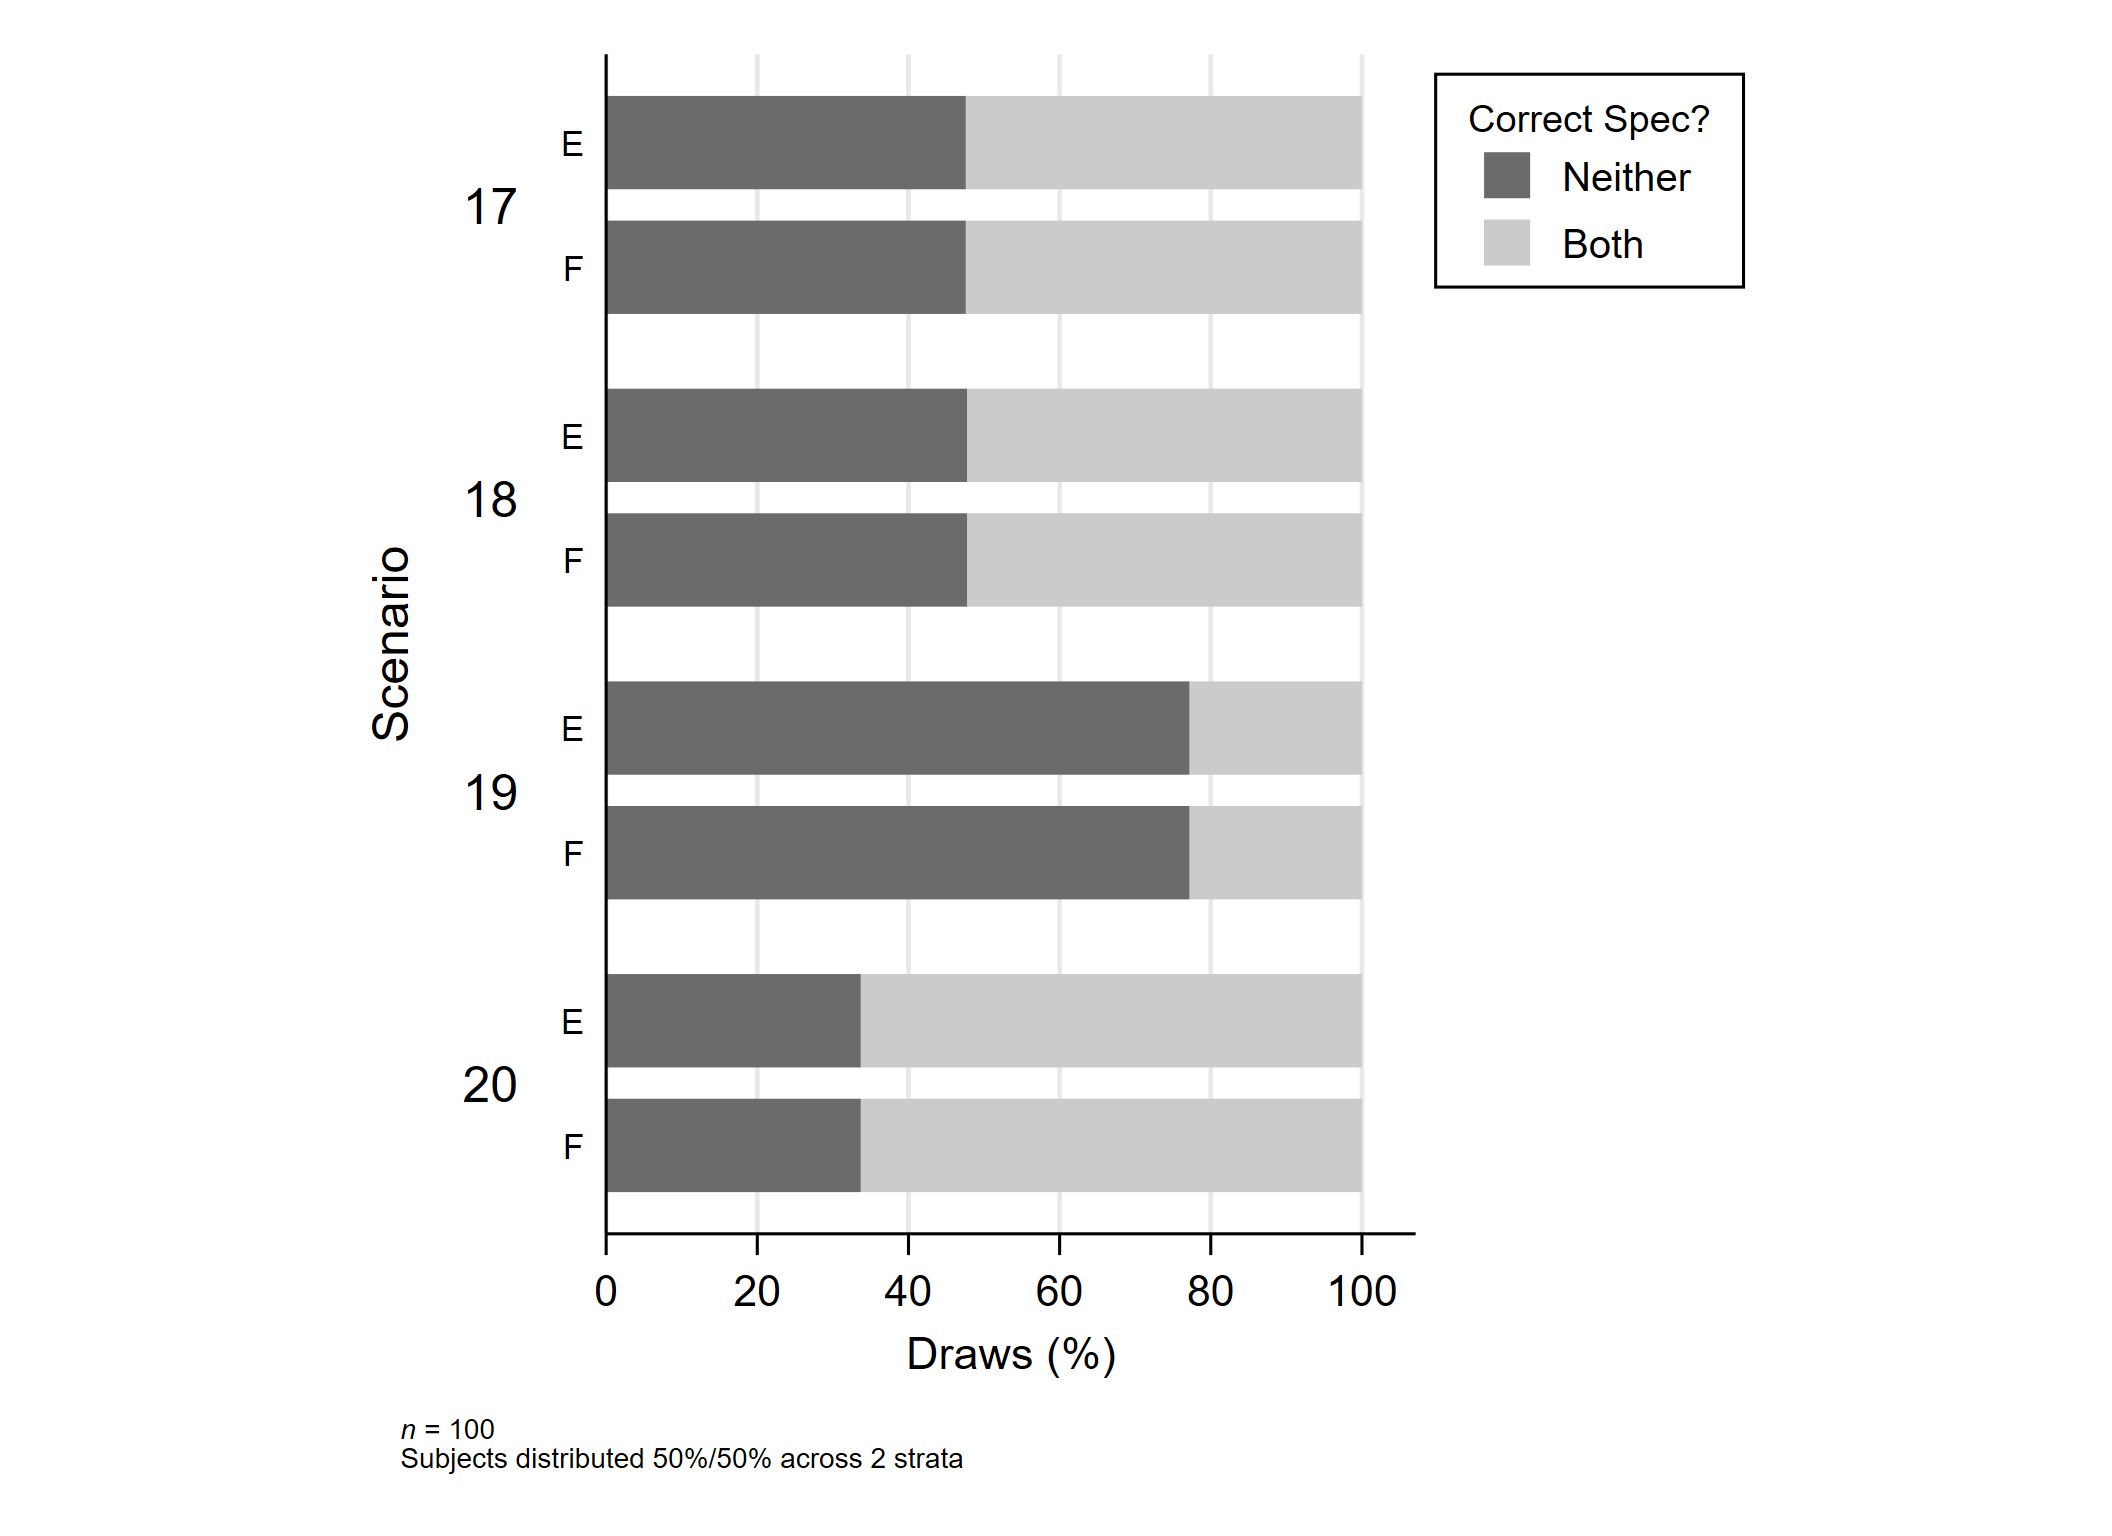 Correct Spec?
Neither
Both
Scenario
17
E
F
18
E
F
19
E
F
20
E
F
0 20 40 60 80 100
Draws (%)
n = 100
Subjects distributed 50%/50% across 2 strata